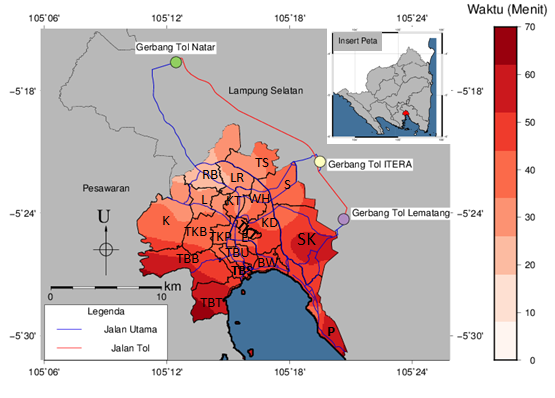 Waktu (Menit)
105°06'
105°12'
105°18'
105°24'
Gerbang Tol Natar
Insert Peta
70
60
50
40
30
20
10
0
−5°18'
Lampung Selatan
−5°18'
TS
Gerbang Tol ITERA
RB
LR
S
Pesawaran
L
KT
WH
−5°24'
Gerbang Tol Lematang
−5°24'
K
KD
U
TKB
TKP
SK
TBU
TBB
BW
TBS
0
10
km
TBT
Legenda
Jalan Utama
Jalan Tol
P
−5°30'
−5°30'
105°06'
105°12'
105°18'
105°24'